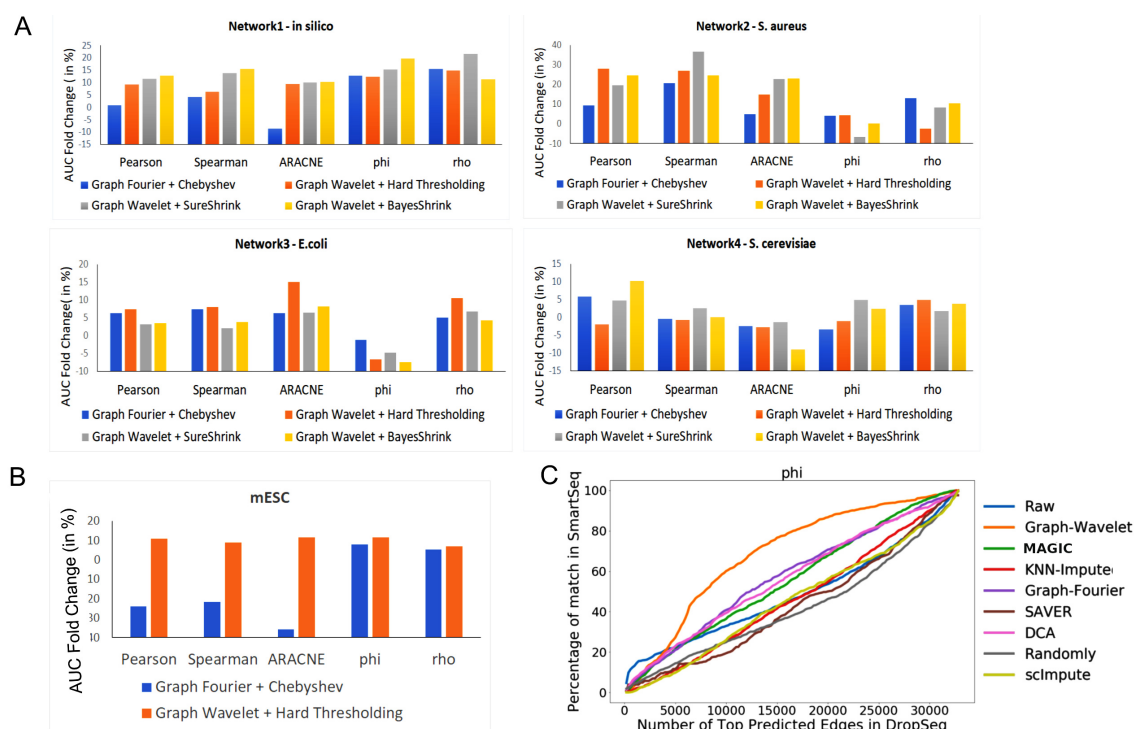 A
Network1 - in silico
AUC Fold Change ( in %)
25
20
15
10
5
0
-5
-10
-15
Pearson Spearman ARACNE phi rho
Graph Fourier + Chebyshev Graph Wavelet + Hard Thresholding
Graph Wavelet + SureShrink Graph Wavelet + BayesShrink
Network2 - S. aureus
AUC Fold Change (in %)
40
30
20
10
0
-10
Pearson Spearman ARACNE phi rho
Graph Fourier + Chebyshev Graph Wavelet + Hard Thresholding
Graph Wavelet + SureShrink Graph Wavelet + BayesShrink
Network3 - E.coli
AUC Fold Change( in %)
20
15
10
5
0
-5
-10
Pearson Spearman ARACNE phi rho
Graph Fourier + Chebyshev Graph Wavelet + Hard Thresholding
Graph Wavelet + SureShrink Graph Wavelet + BayesShrink
Network4 - S. cerevisiae
AUC Fold Change (in %)
15
10
5
0
-5
-10
-15
Pearson Spearman ARACNE phi rho
Graph Fourier + Chebyshev Graph Wavelet + Hard Thresholding
Graph Wavelet + SureShrink Graph Wavelet + BayesShrink
B
mESC
AUC Fold Change (in %)
20
10
0
10
20
30
10
Pearson Spearman ARACNE phi rho
Graph Fourier + Chebyshev
Graph Wavelet + Hard Thresholding
C
phi
Percentage of match in SmartSeq
100
80
60
40
20
0
0 5000 10000 15000 20000 25000 30000
Number of Top Predicted Edges in DropSeq
Raw
Graph-Wavelet
MAGIC
KNN-Impute
Graph-Fourier
SAVER
DCA
Randomly
scImpute